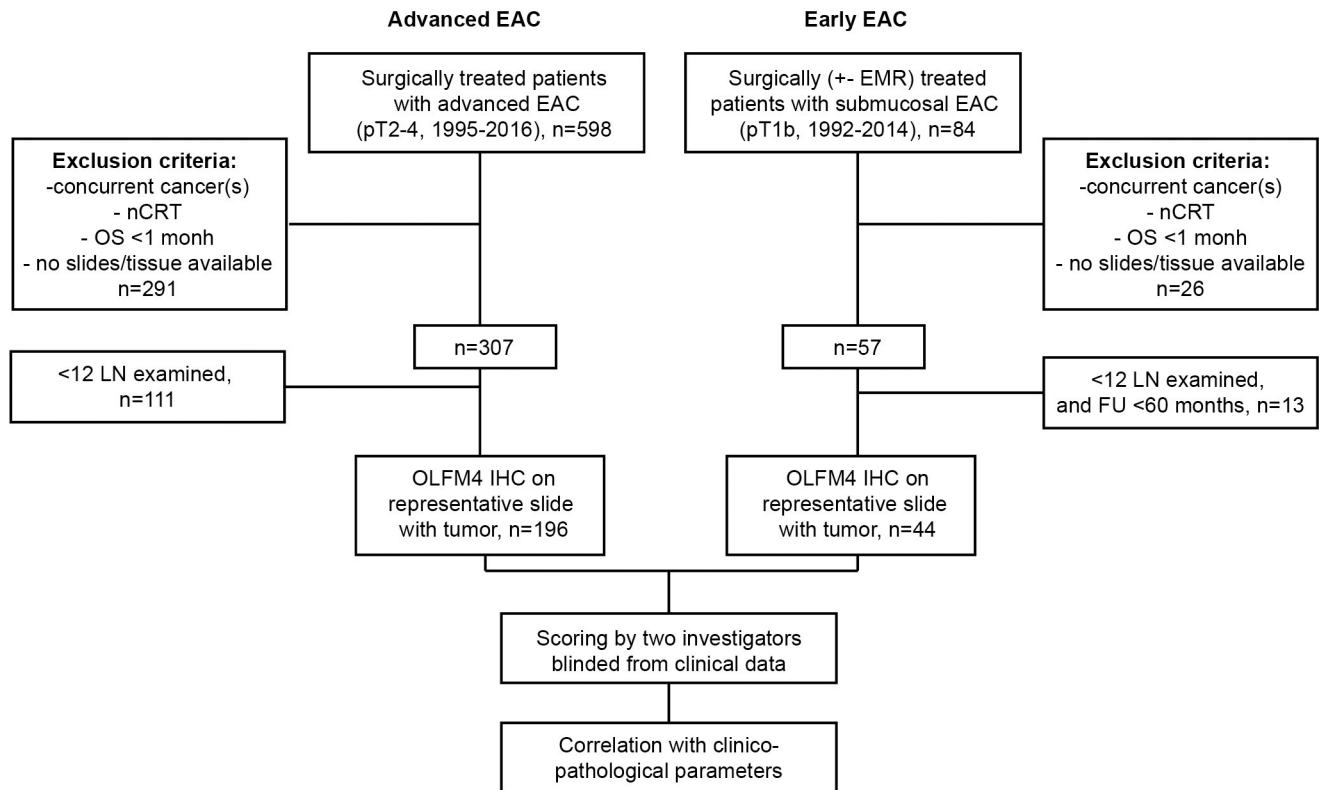 Advanced EAC
Early EAC
Surgically treated patients
with advanced EAC
(pT2-4, 1995-2016), n=598
Surgically (+- EMR) treated
patients with submucosal EAC
(pT1b, 1992-2014), n=84
Exclusion criteria:
-concurrent cancer(s)
- nCRT
- OS <1 monh
- no slides/tissue available
n=291
Exclusion criteria:
-concurrent cancer(s)
- nCRT
- OS <1 monh
- no slides/tissue available
n=26
n=307
n=57
<12 LN examined,
n=111
<12 LN examined,
and FU <60 months, n=13
OLFM4 IHC on
representative slide
with tumor, n=196
OLFM4 IHC on
representative slide
with tumor, n=44
Scoring by two investigators
blinded from clinical data
Correlation with clinico-
pathological parameters